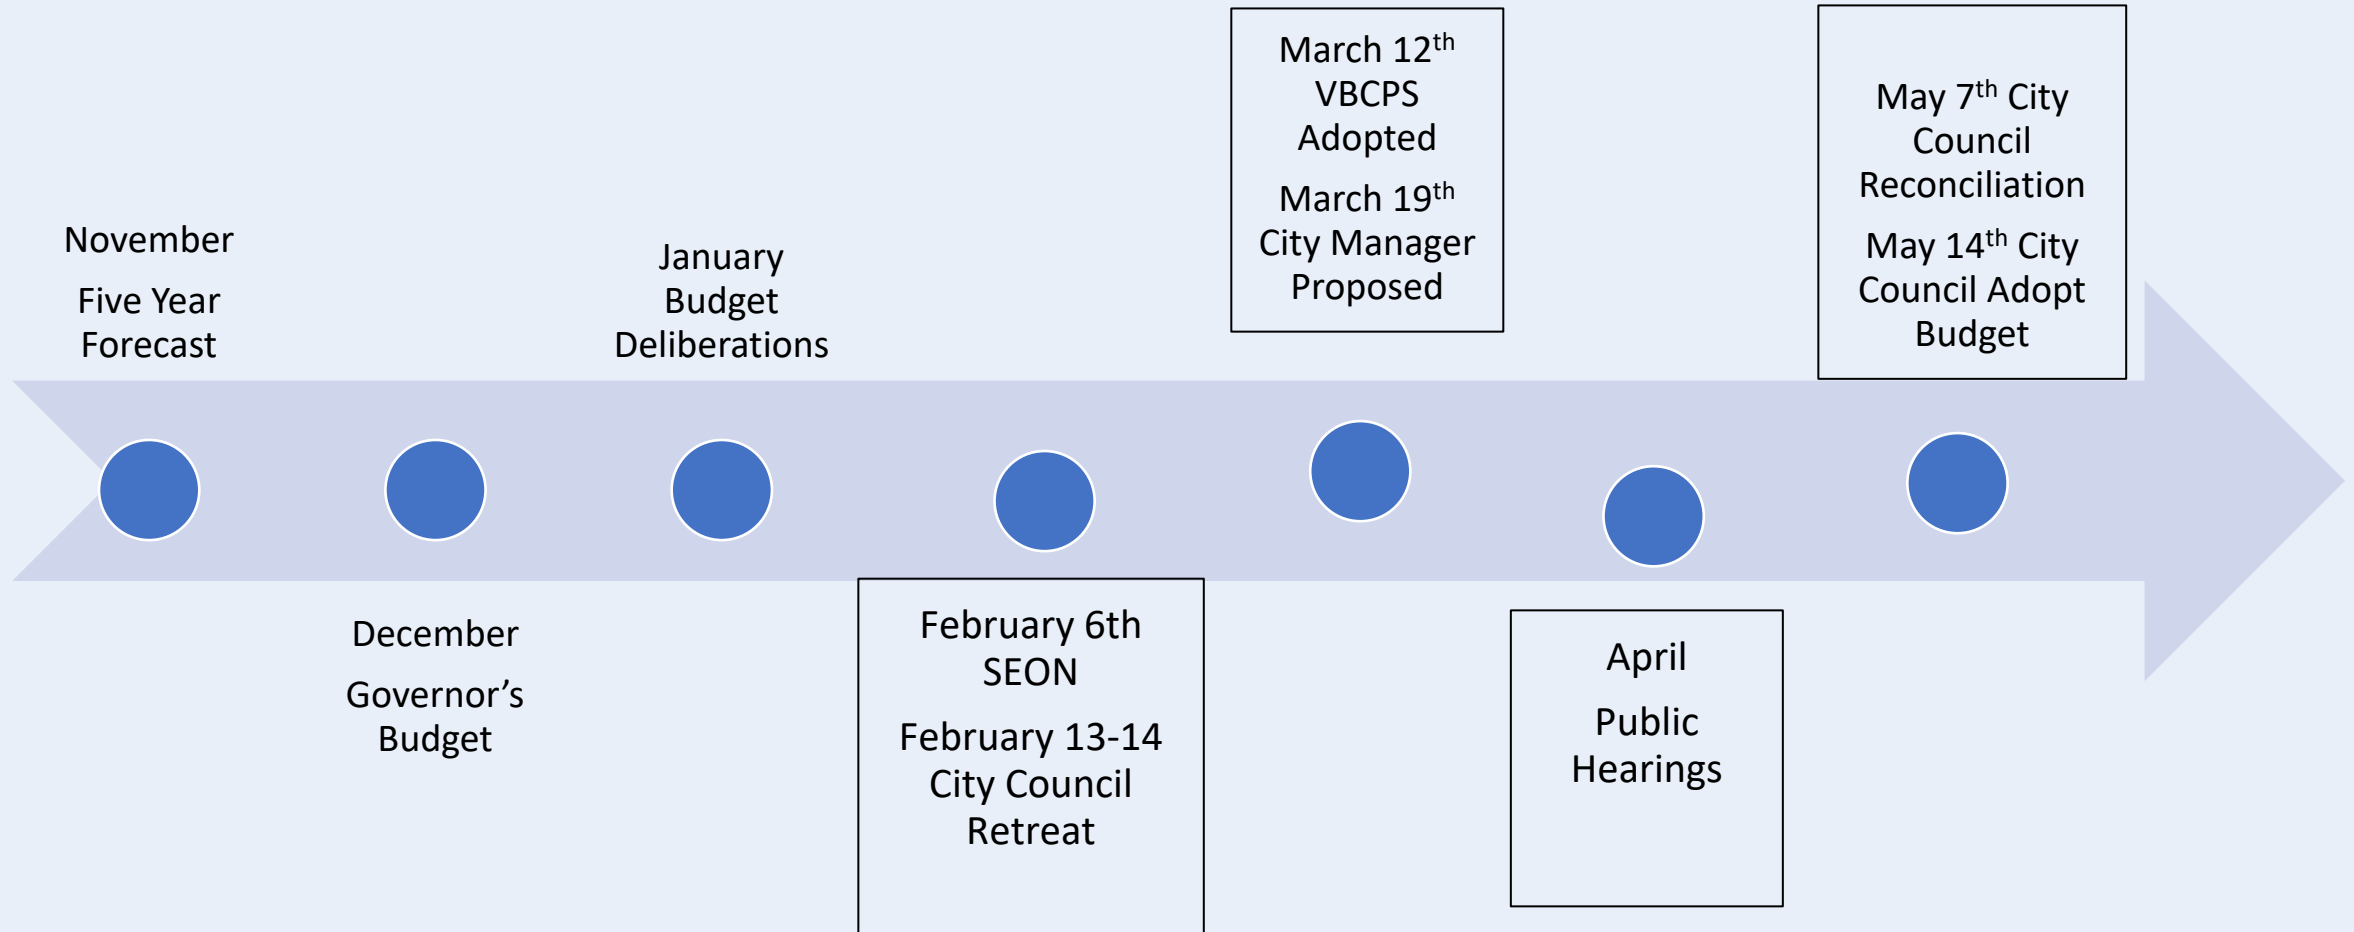 November
Five Year
Forecast
December
Governor’s
Budget
January
Budget
Deliberations
February 6th
SEON
February 13-14
City Council
Retreat
March 12th
VBCPS
Adopted
March 19th
City Manager
Proposed
April
Public
Hearings
May 7th City
Council
Reconciliation
May 14th City
Council Adopt
Budget